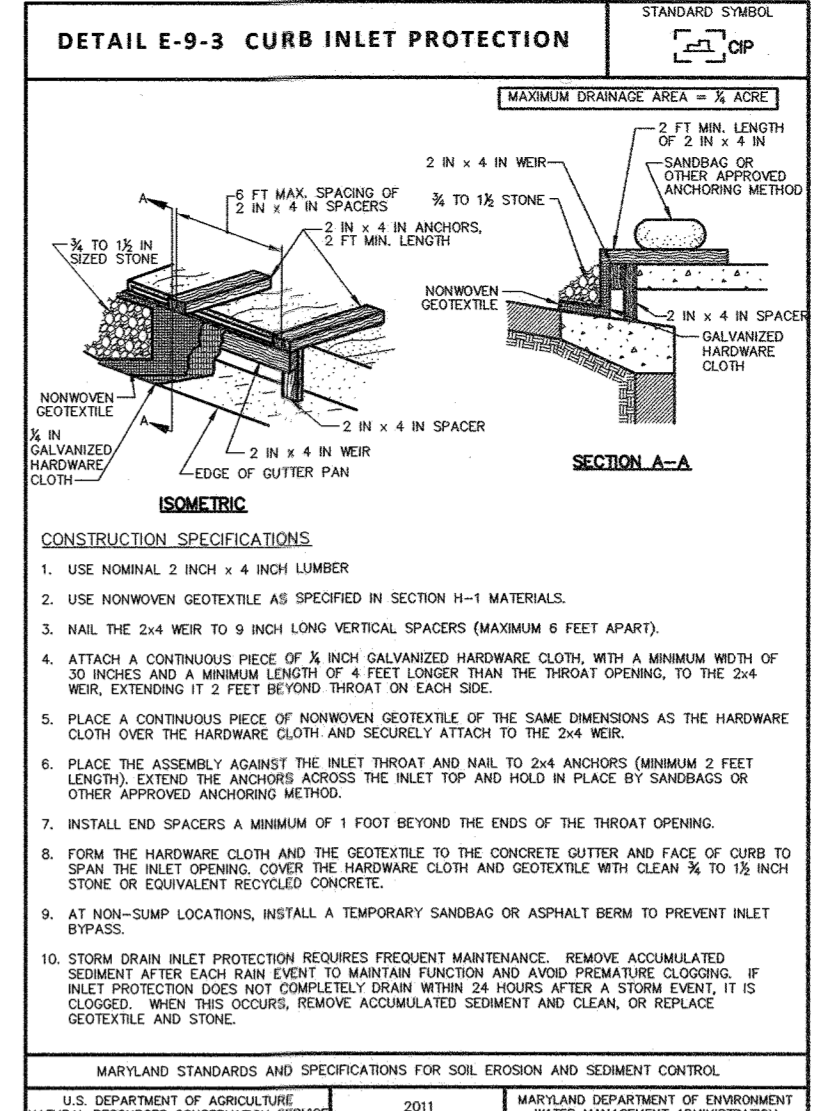 DETAIL E-9-3 CURB INLET PROTECTION
STANDARD SYMBOL
CIP
MAXIMUM DRAINAGE AREA = ¼ ACRE
6 FT MAX. SPACING OF
2 IN x 4 IN SPACERS
2 IN x 4 IN ANCHORS,
2 FT MIN. LENGTH
A
¾ TO 1½ IN
SIZED STONE
NONWOVEN
GEOTEXTILE
A
¼ IN
GALVANIZED
HARDWARE
CLOTH
2 IN x 4 IN SPACER
2 IN x 4 IN WEIR
EDGE OF GUTTER PAN
ISOMETRIC
2 FT MIN. LENGTH
OF 2 IN x 4 IN
2 IN x 4 IN WEIR
SANDBAG OR
OTHER APPROVED
ANCHORING METHOD
¾ TO 1½ STONE
NONWOVEN
GEOTEXTILE
2 IN x 4 IN SPACER
GALVANIZED
HARDWARE
CLOTH
SECTION A-A
CONSTRUCTION SPECIFICATIONS
1. USE NOMINAL 2 INCH x 4 INCH LUMBER
2. USE NONWOVEN GEOTEXTILE AS SPECIFIED IN SECTION H-1 MATERIALS.
3. NAIL THE 2x4 WEIR TO 9 INCH LONG VERTICAL SPACERS (MAXIMUM 6 FEET APART).
4. ATTACH A CONTINUOUS PIECE OF ¼ INCH GALVANIZED HARDWARE CLOTH, WITH A MINIMUM WIDTH OF
30 INCHES AND A MINIMUM LENGTH OF 4 FEET LONGER THAN THE THROAT OPENING, TO THE 2x4
WEIR, EXTENDING IT 2 FEET BEYOND THROAT ON EACH SIDE.
5. PLACE A CONTINUOUS PIECE OF NONWOVEN GEOTEXTILE OF THE SAME DIMENSIONS AS THE HARDWARE
CLOTH OVER THE HARDWARE CLOTH AND SECURELY ATTACH TO THE 2x4 WEIR.
6. PLACE THE ASSEMBLY AGAINST THE INLET THROAT AND NAIL TO 2x4 ANCHORS (MINIMUM 2 FEET
LENGTH). EXTEND THE ANCHORS ACROSS THE INLET TOP AND HOLD IN PLACE BY SANDBAGS OR
OTHER APPROVED ANCHORING METHOD.
7. INSTALL END SPACERS A MINIMUM OF 1 FOOT BEYOND THE ENDS OF THE THROAT OPENING.
8. FORM THE HARDWARE CLOTH AND THE GEOTEXTILE TO THE CONCRETE GUTTER AND FACE OF CURB TO
SPAN THE INLET OPENING. COVER THE HARDWARE CLOTH AND GEOTEXTILE WITH CLEAN ¾ TO 1½ INCH
STONE OR EQUIVALENT RECYCLED CONCRETE.
9. AT NON-SUMP LOCATIONS, INSTALL A TEMPORARY SANDBAG OR ASPHALT BERM TO PREVENT INLET
BYPASS.
10. STORM DRAIN INLET PROTECTION REQUIRES FREQUENT MAINTENANCE. REMOVE ACCUMULATED
SEDIMENT AFTER EACH RAIN EVENT TO MAINTAIN FUNCTION AND AVOID PREMATURE CLOGGING. IF
INLET PROTECTION DOES NOT COMPLETELY DRAIN WITHIN 24 HOURS AFTER A STORM EVENT, IT IS
CLOGGED. WHEN THIS OCCURS, REMOVE ACCUMULATED SEDIMENT AND CLEAN, OR REPLACE
GEOTEXTILE AND STONE.
MARYLAND STANDARDS AND SPECIFICATIONS FOR SOIL EROSION AND SEDIMENT CONTROL
U.S. DEPARTMENT OF AGRICULTURE
NATURAL RESOURCES CONSERVATION SERVICE
2011
MARYLAND DEPARTMENT OF ENVIRONMENT
WATER MANAGEMENT ADMINISTRATION